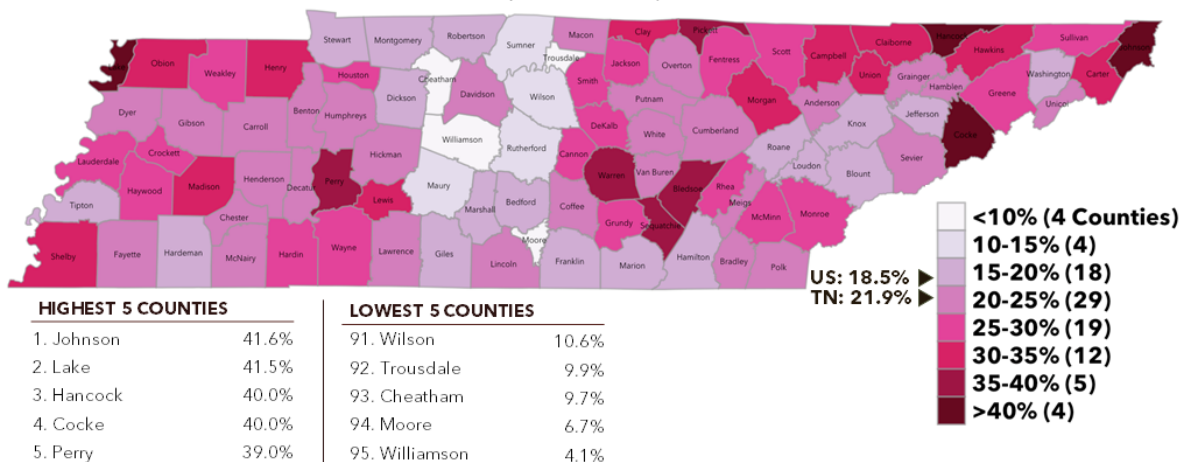 Stewart
Montgomery
Robertson
Sumner
Macon
Clay
Pickett
Scott
Campbell
Claiborne
Hancock
Hawkins
Sullivan
Johnson
Obion
Weakley
Henry
Houston
Cheatham
Trousdale
Smith
Jackson
Overton
Fentress
Union
Grainger
Hamblen
Greene
Washington
Carter
Unicoi
Dyer
Gibson
Carroll
Benton
Humphreys
Dickson
Davidson
Wilson
Putnam
Morgan
Anderson
Knox
Jefferson
Cocke
Lauderdale
Crockett
Hickman
Williamson
Rutherford
Cannon
DeKalb
White
Cumberland
Roane
Loudon
Blount
Sevier
Tipton
Haywood
Madison
Henderson
Decatur
Perry
Lewis
Maury
Marshall
Bedford
Coffee
Warren
Van Buren
Bledsoe
Rhea
Meigs
McMinn
Monroe
Shelby
Fayette
Hardeman
Chester
McNairy
Hardin
Wayne
Lawrence
Giles
Lincoln
Moore
Franklin
Grundy
Sequatchie
Marion
Hamilton
Bradley
Polk
<10% (4 Counties)
10-15% (4)
15-20% (18)
20-25% (29)
25-30% (19)
30-35% (12)
35-40% (5)
>40% (4)
US: 18.5%
TN: 21.9%
HIGHEST 5 COUNTIES
1. Johnson 41.6%
2. Lake 41.5%
3. Hancock 40.0%
4. Cocke 40.0%
5. Perry 39.0%
LOWEST 5 COUNTIES
91. Wilson 10.6%
92. Trousdale 9.9%
93. Cheatham 9.7%
94. Moore 6.7%
95. Williamson 4.1%